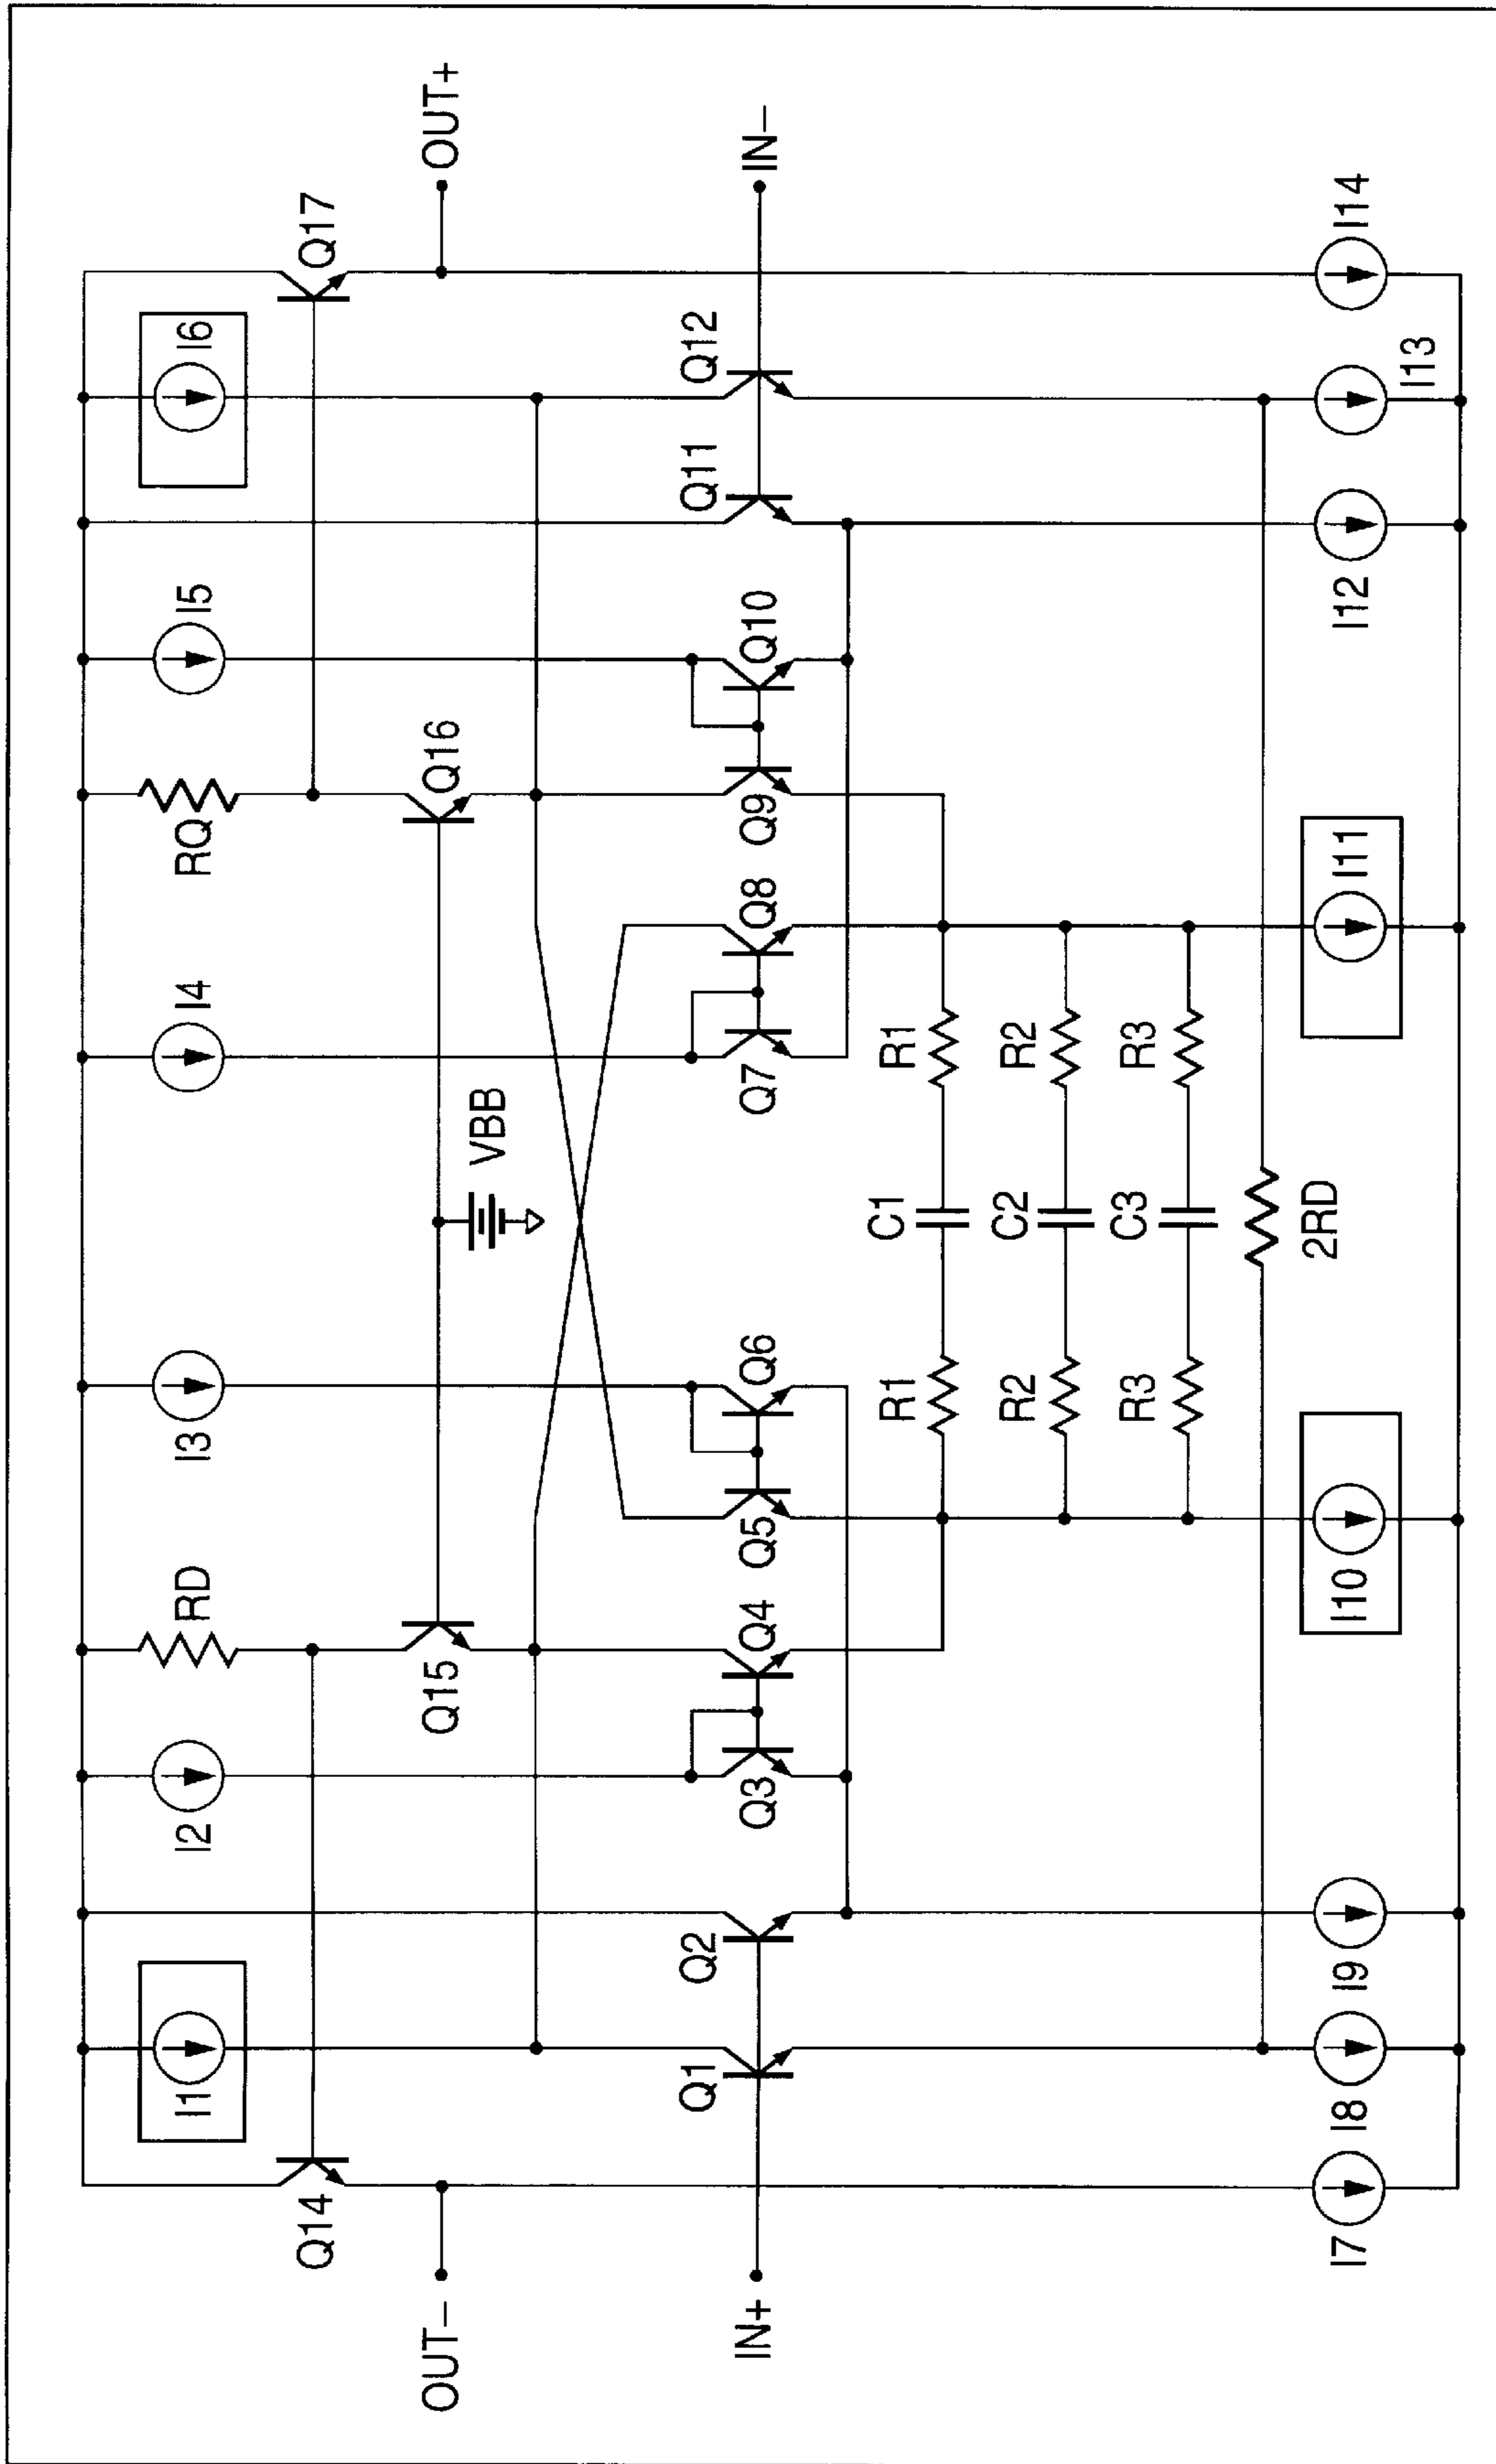 I1
I2
RD
I3
I4
RQ
I5
I6
Q14
Q17
OUT−
Q15
VBB
Q16
OUT+
IN+
Q1
Q2
Q3
Q4
Q5
Q6
Q7
Q8
Q9
Q10
Q11
Q12
IN−
R1
C1
R1
R2
C2
R2
R3
C3
R3
2RD
I7
I8
I9
I10
I11
I12
I13
I14